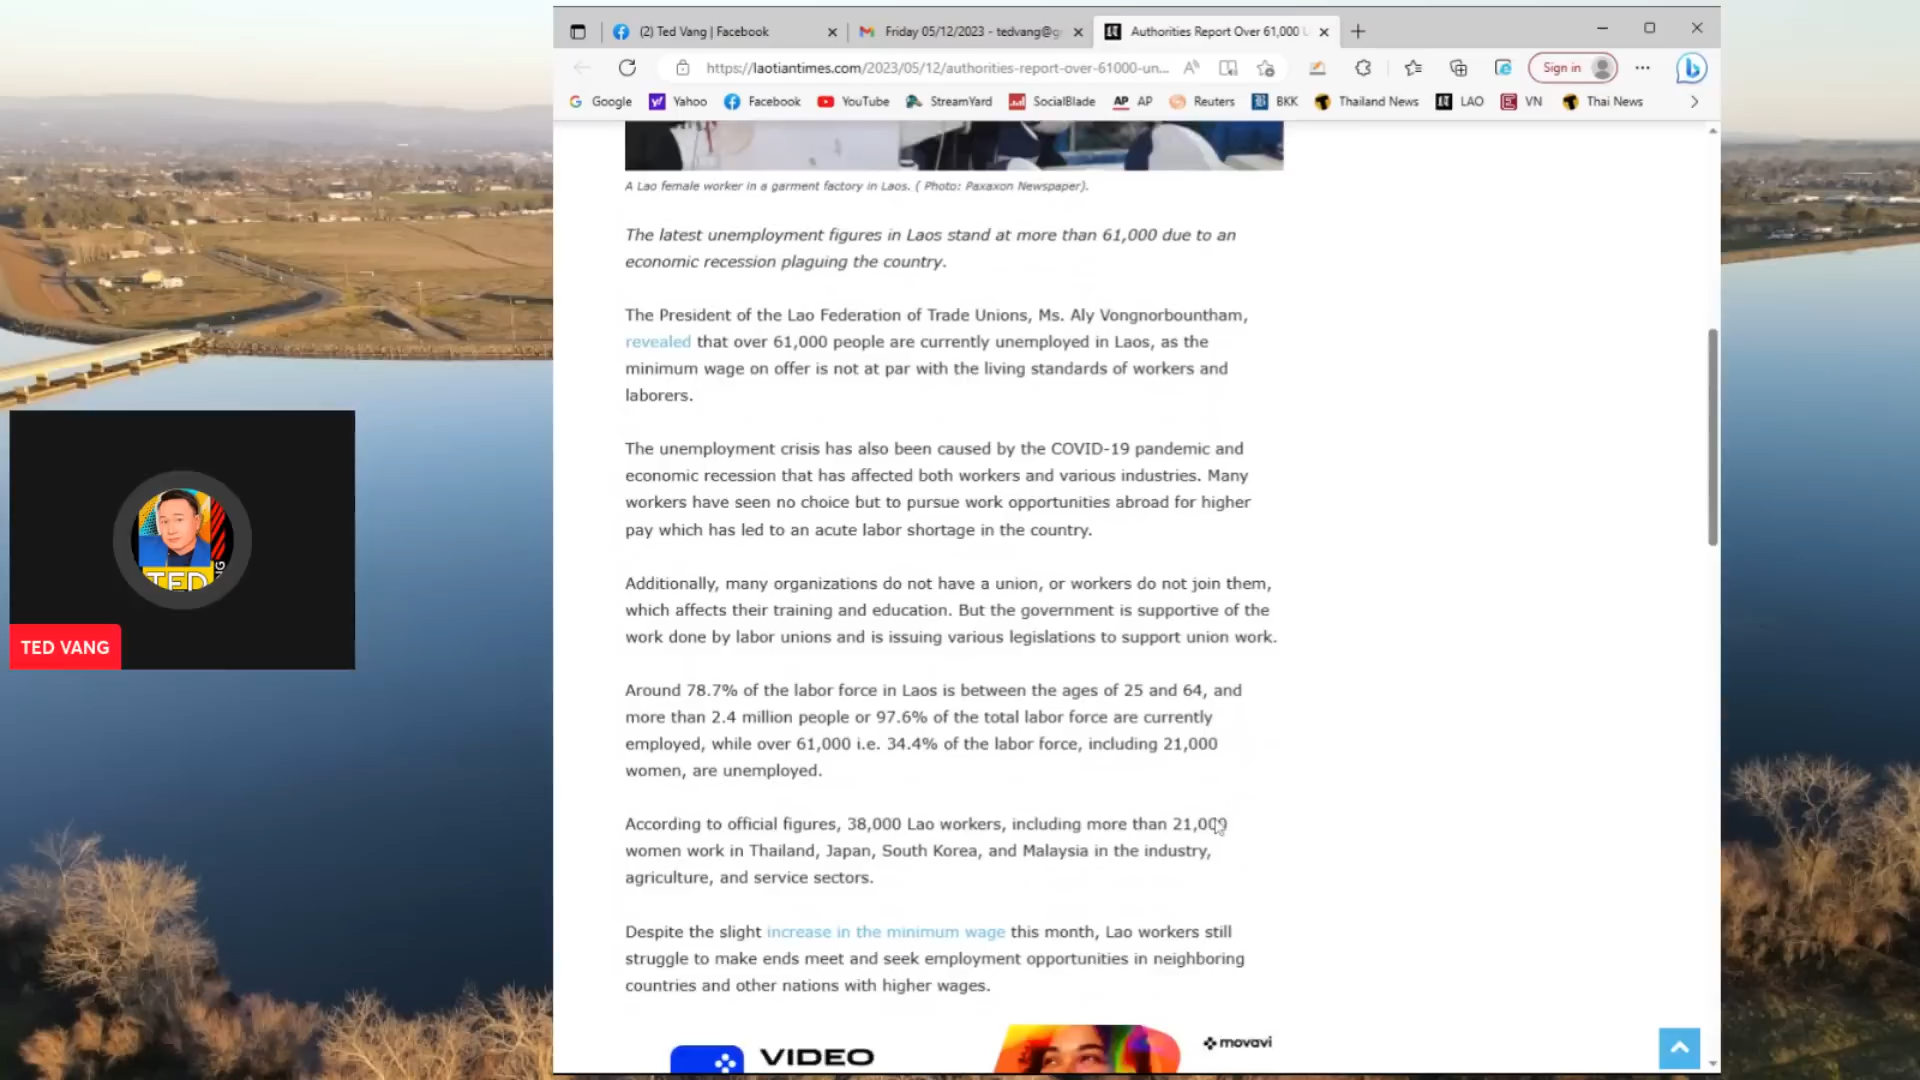 (2) Ted Vang | Facebook
Friday 05/12/2023 - tedvang@g
Authorities Report Over 61,000 U
https://laotiantimes.com/2023/05/12/authorities-report-over-61000-un...
Sign in
Google Yahoo Facebook YouTube StreamYard SocialBlade AP AP Reuters BKK Thailand News LAO VN Thai News
A Lao female worker in a garment factory in Laos. ( Photo: Paxaxon Newspaper).
The latest unemployment figures in Laos stand at more than 61,000 due to an
economic recession plaguing the country.
The President of the Lao Federation of Trade Unions, Ms. Aly Vongnorbountham,
revealed that over 61,000 people are currently unemployed in Laos, as the
minimum wage on offer is not at par with the living standards of workers and
laborers.
The unemployment crisis has also been caused by the COVID-19 pandemic and
economic recession that has affected both workers and various industries. Many
workers have seen no choice but to pursue work opportunities abroad for higher
pay which has led to an acute labor shortage in the country.
Additionally, many organizations do not have a union, or workers do not join them,
which affects their training and education. But the government is supportive of the
work done by labor unions and is issuing various legislations to support union work.
Around 78.7% of the labor force in Laos is between the ages of 25 and 64, and
more than 2.4 million people or 97.6% of the total labor force are currently
employed, while over 61,000 i.e. 34.4% of the labor force, including 21,000
women, are unemployed.
According to official figures, 38,000 Lao workers, including more than 21,000
women work in Thailand, Japan, South Korea, and Malaysia in the industry,
agriculture, and service sectors.
Despite the slight increase in the minimum wage this month, Lao workers still
struggle to make ends meet and seek employment opportunities in neighboring
countries and other nations with higher wages.
VIDEO
movavi
TED
TED VANG